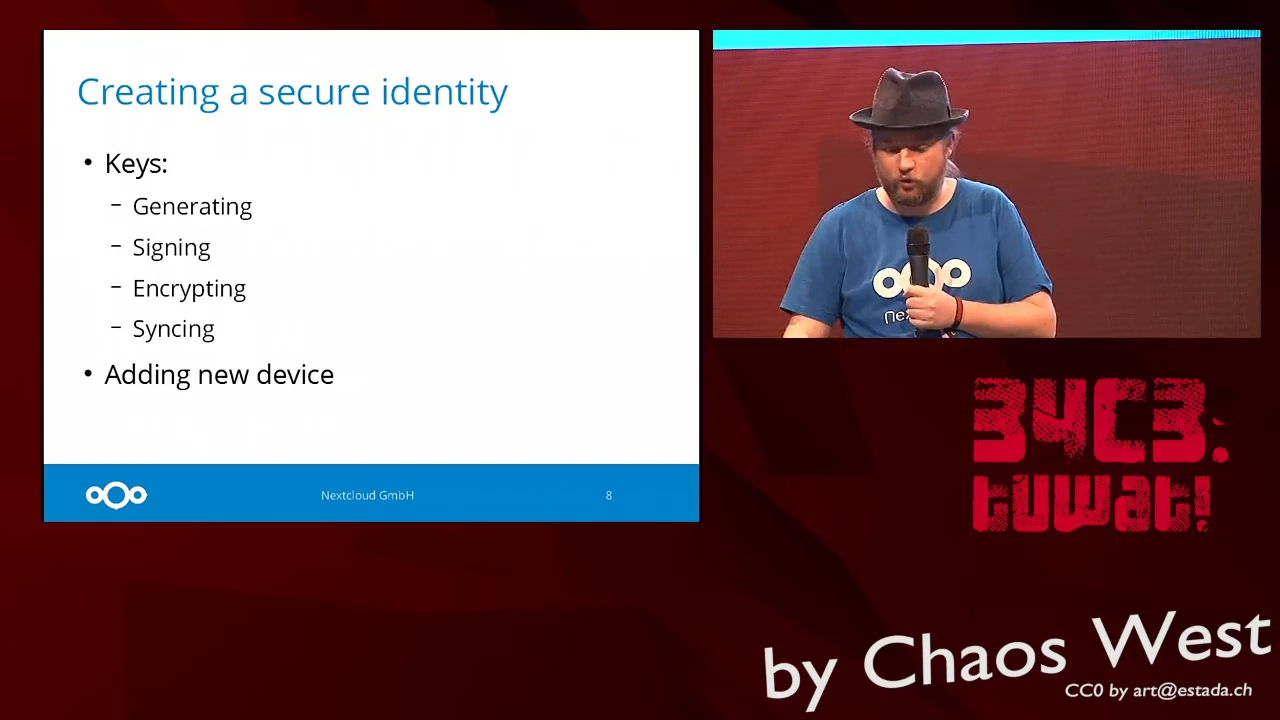 Creating a secure identity
• Keys:
– Generating
– Signing
– Encrypting
– Syncing
• Adding new device
Nextcloud GmbH
8
34C3:
tuwat!
by Chaos West
CC0 by art@estada.ch